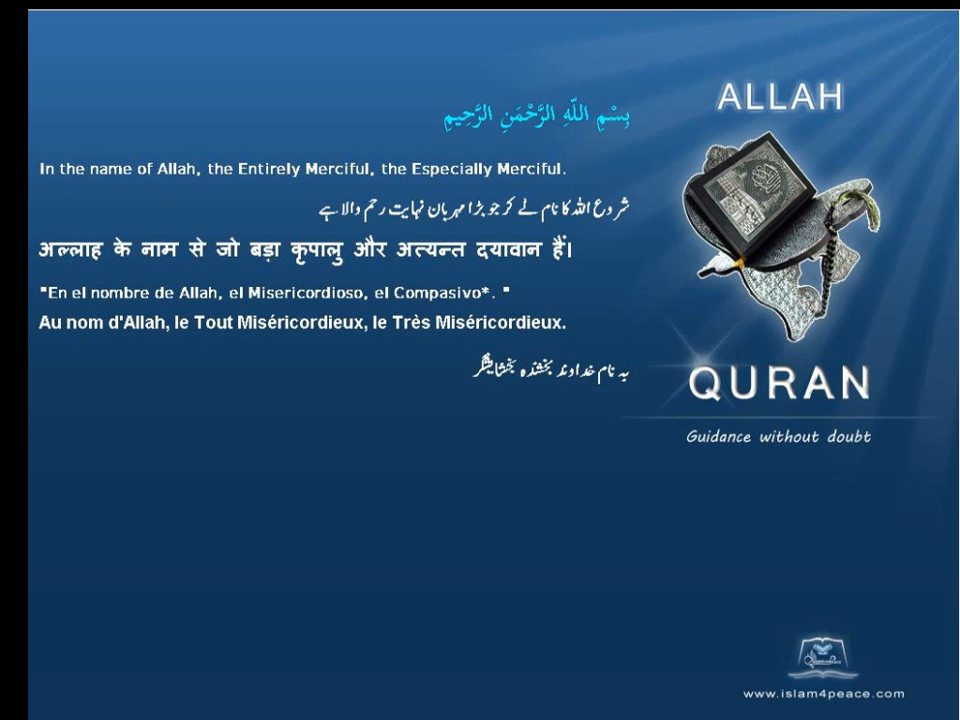 بِسْمِ اللّهِ الرَّحْمَنِ الرَّحِيمِ
In the name of Allah, the Entirely Merciful, the Especially Merciful.
شروع الله کا نام لے کر جو بڑا مہربان نہایت رحم والا ہے
अल्लाह के नाम से जो बड़ा कृपालु और अत्यन्त दयावान हैं।
"En el nombre de Allah, el Misericordioso, el Compasivo*. "
Au nom d'Allah, le Tout Miséricordieux, le Très Miséricordieux.
به نام خداوند بخشنده بخشایشگر
ALLAH
QURAN
Guidance without doubt
www.islam4peace.com